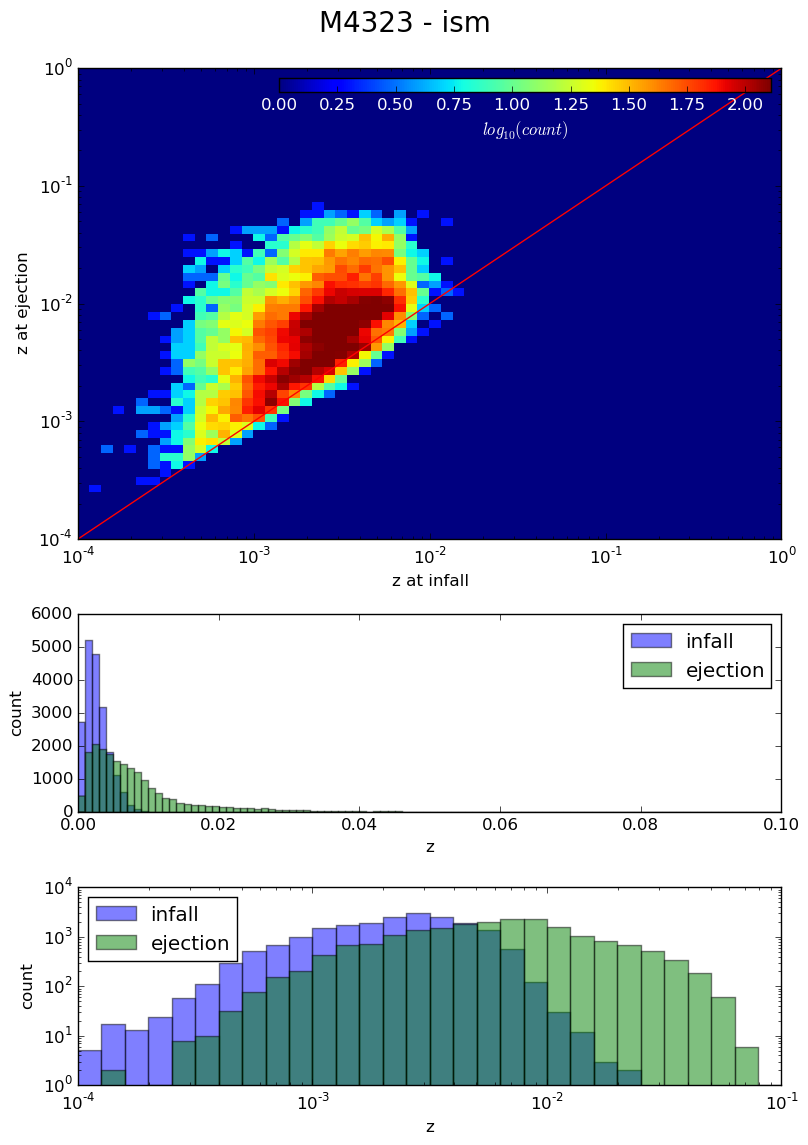 M4323 - ism
10^0
0.00 0.25 0.50 0.75 1.00 1.25 1.50 1.75 2.00
log_10(count)
10^-1
z at ejection
10^-2
10^-3
10^-4
10^-4 10^-3 10^-2 10^-1 10^0
z at infall
6000
5000
4000
3000
2000
1000
0
count
infall
ejection
0.00 0.02 0.04 0.06 0.08 0.10
z
10^4
10^3
10^2
10^1
10^0
count
infall
ejection
10^-4 10^-3 10^-2 10^-1
z